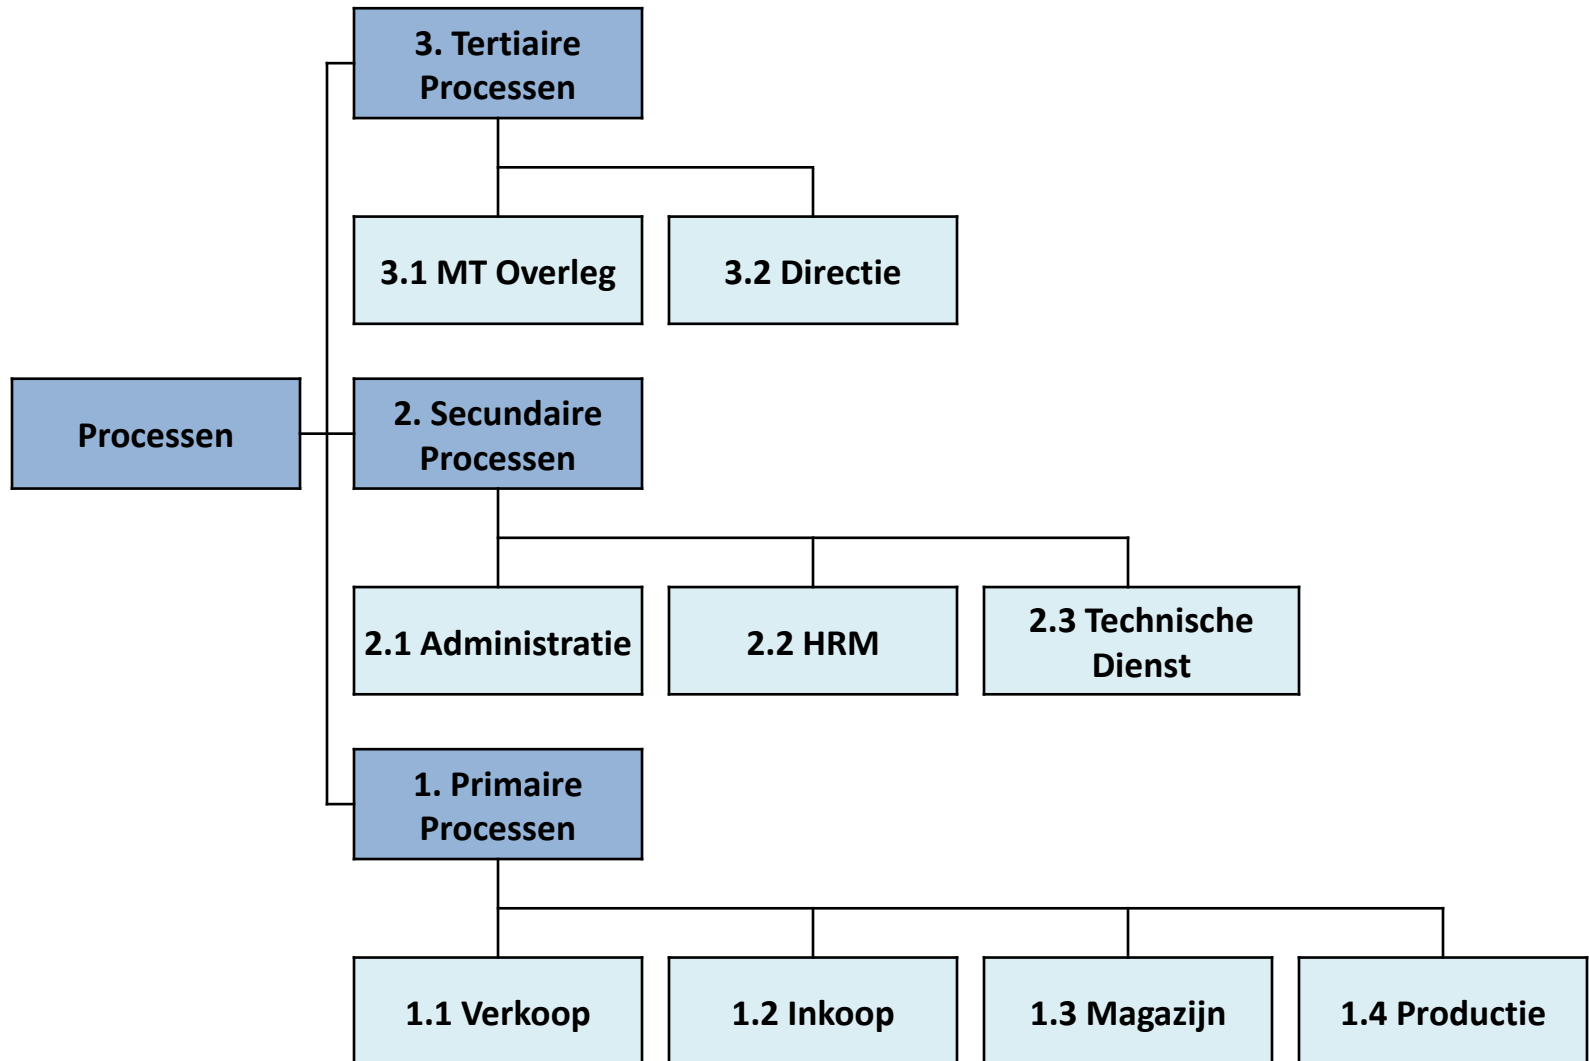 3. Tertiaire
Processen
3.1 MT Overleg
3.2 Directie
Processen
2. Secundaire
Processen
2.1 Administratie
2.2 HRM
2.3 Technische
Dienst
1. Primaire
Processen
1.1 Verkoop
1.2 Inkoop
1.3 Magazijn
1.4 Productie